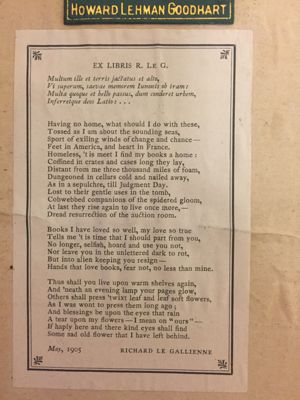 HOWARD LEHMAN GOODHART
EX LIBRIS R. LE G.
Multum ille et terris jactatus et alto,
Vi superum, saevae memorem Iunonis ob iram:
Multa quoque et bello passus, dum conderet urbem,
Inferretque deos Latio: . . .
Having no home, what should I do with these,
Tossed as I am about the sounding seas,
Sport of exiling winds of change and chance—
Feet in America, and heart in France.
Homeless, 't is meet I find my books a home:
Coffined in crates and cases long they lay,
Distant from me three thousand miles of foam,
Dungeoned in cellars cold and nailed away,
As in a sepulchre, till Judgment Day.
Lost to their gentle uses in the tomb,
Cobwebbed companions of the spidered gloom,
At last they rise again to live once more,—
Dread resurrection of the auction room.
Books I have loved so well, my love so true
Tells me 't is time that I should part from you,
No longer, selfish, hoard and use you not,
Nor leave you in the unlettered dark to rot,
But into alien keeping you resign—
Hands that love books, fear not, no less than mine.
Thus shall you live upon warm shelves again,
And 'neath an evening lamp your pages glow,
Others shall press 'twixt leaf and leaf soft flowers,
As I was wont to press them long ago;
And blessings be upon the eyes that rain
A tear upon my flowers—I mean on "ours"—
If haply here and there kind eyes shall find
Some sad old flower that I have left behind.
May, 1905 RICHARD LE GALLIENNE